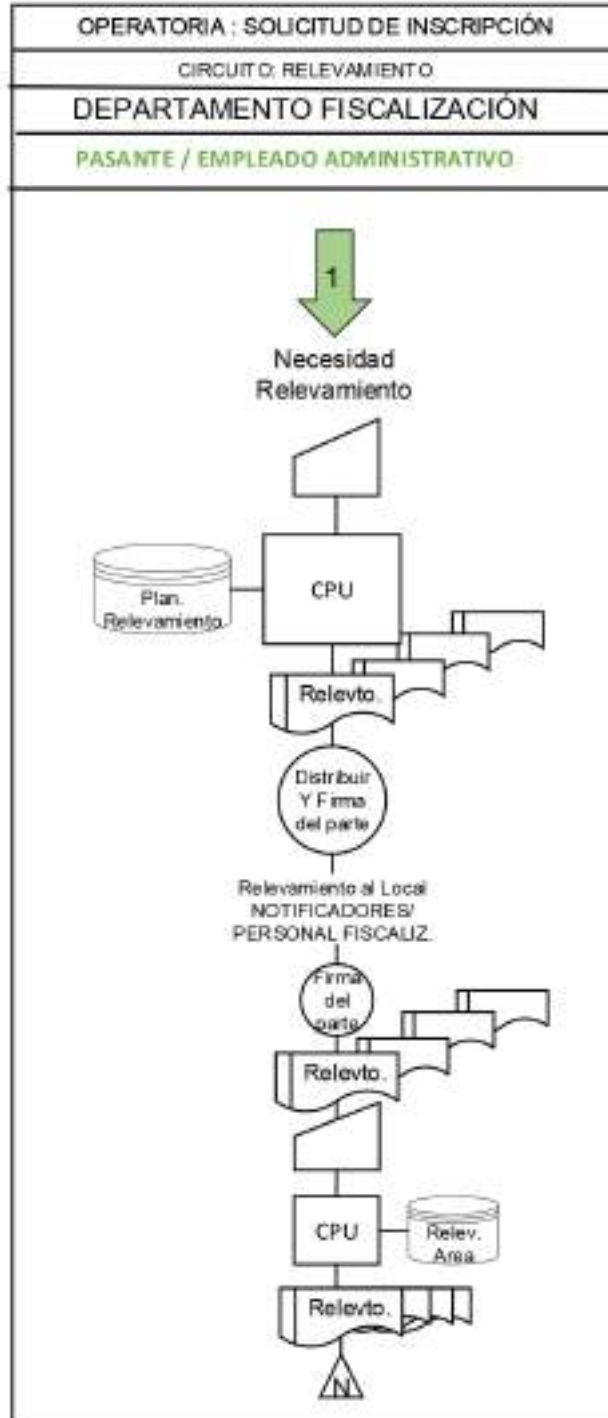 OPERATORIA : SOLICITUD DE INSCRIPCIÓN
CIRCUITO: RELEVAMIENTO
DEPARTAMENTO FISCALIZACIÓN
PASANTE / EMPLEADO ADMINISTRATIVO
1
Necesidad
Relevamiento
CPU
Plan.
Relevamiento
Relevto.
Distribuir
Y Firma
del parte
Relevamiento al Local
NOTIFICADORES/
PERSONAL FISCALIZ.
Firma
del
parte
Relevto.
CPU
Relev.
Area
Relevto.
N